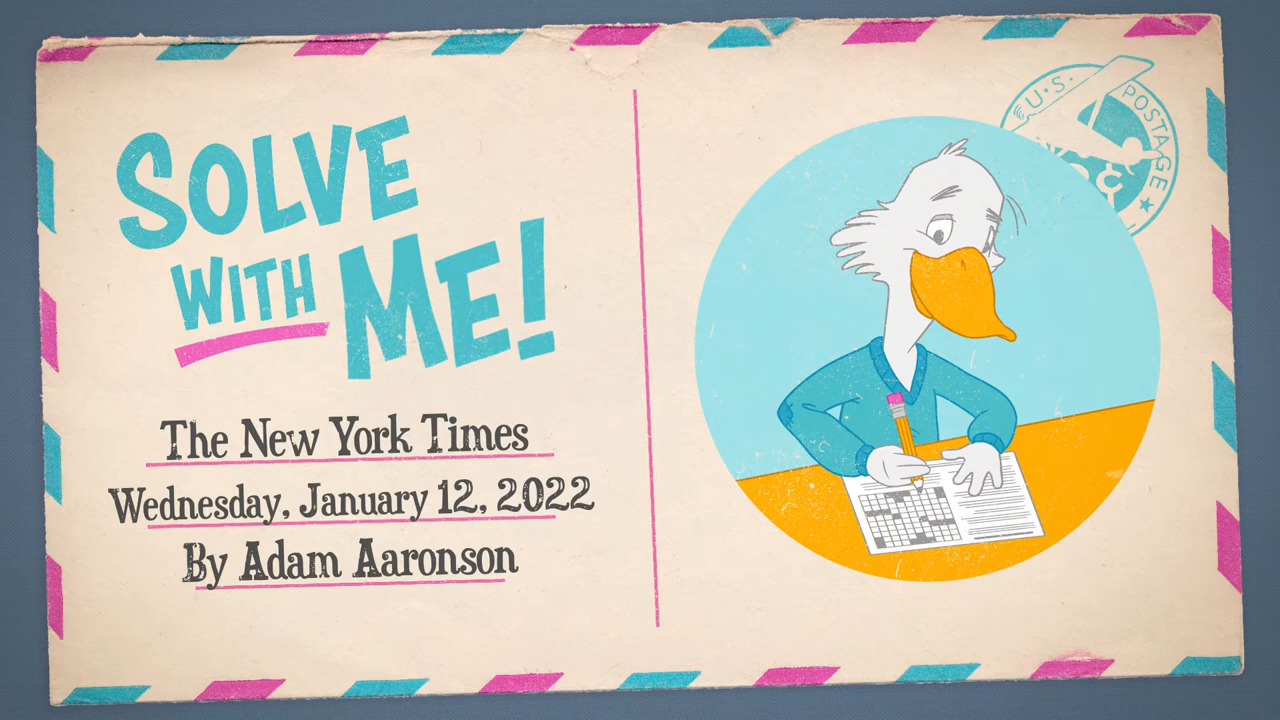 SOLVE
WITH ME!
The New York Times
Wednesday, January 12, 2022
By Adam Aaronson
U.S. POSTAGE